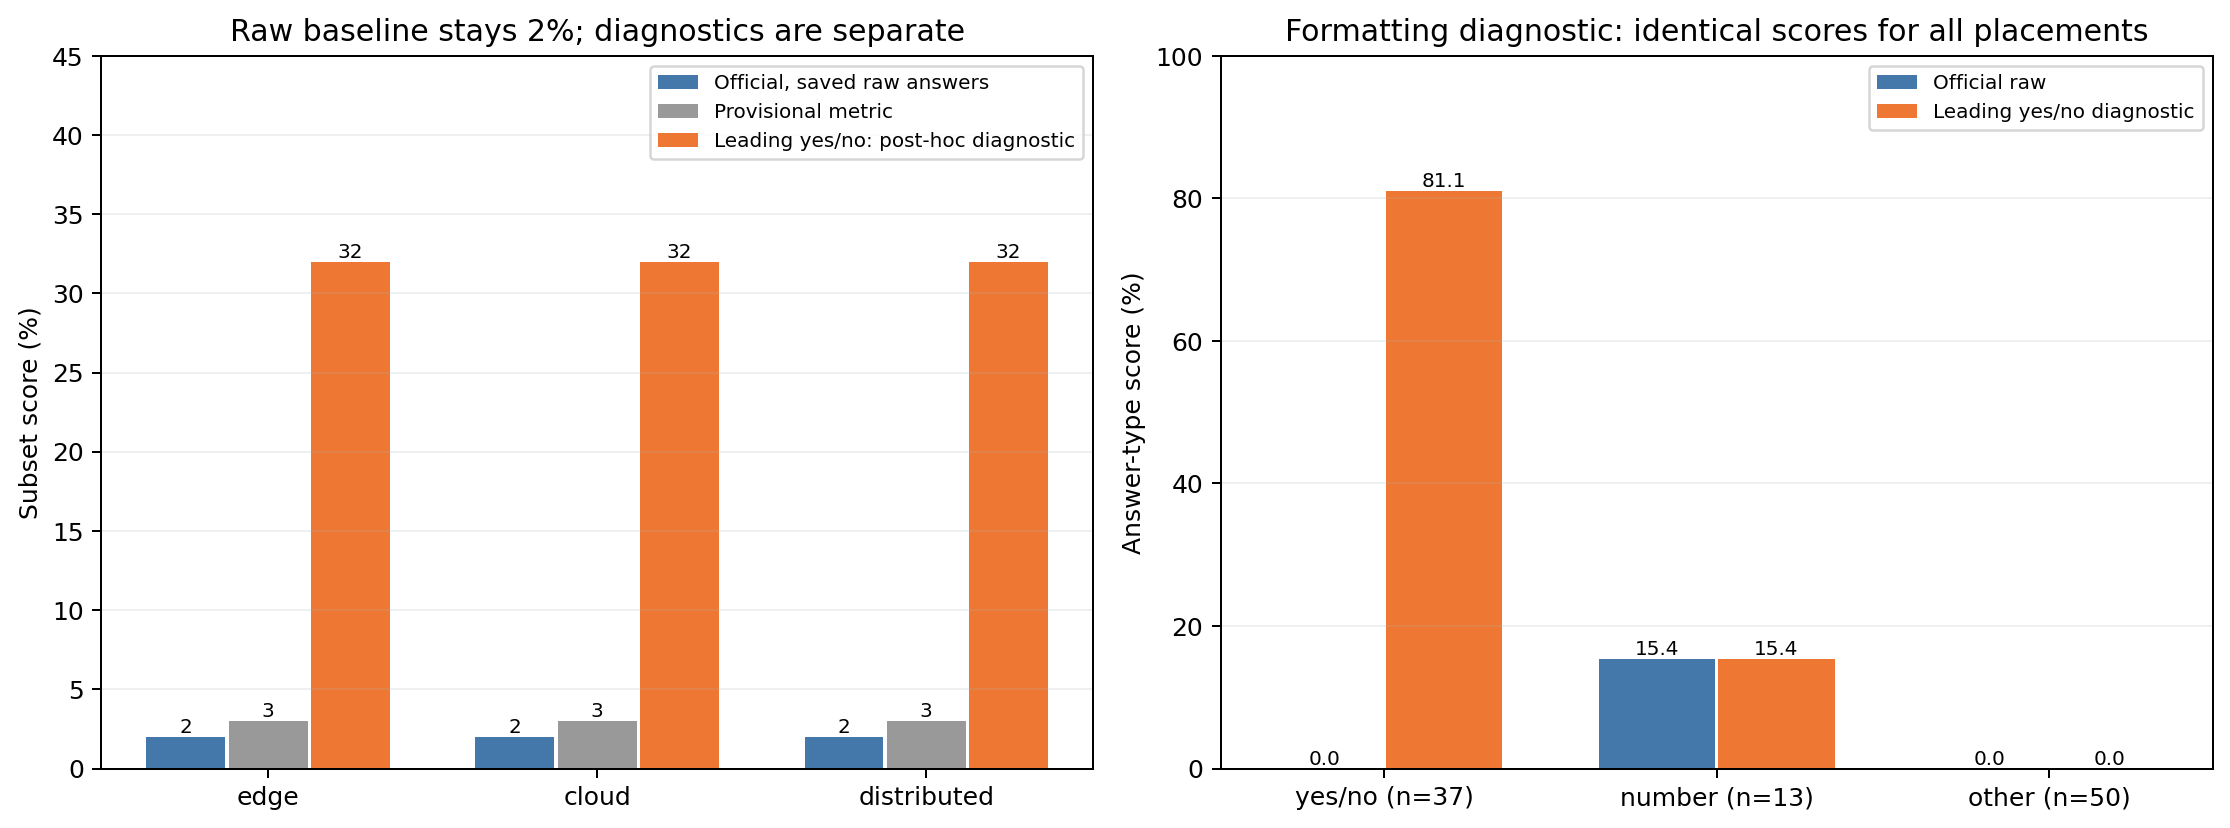 Raw baseline stays 2%; diagnostics are separate
Subset score (%)
45
40
35
30
25
20
15
10
5
0
Official, saved raw answers
Provisional metric
Leading yes/no: post-hoc diagnostic
2
3
32
2
3
32
2
3
32
edge
cloud
distributed
Formatting diagnostic: identical scores for all placements
Answer-type score (%)
100
80
60
40
20
0
Official raw
Leading yes/no diagnostic
0.0
81.1
15.4
15.4
0.0
0.0
yes/no (n=37)
number (n=13)
other (n=50)